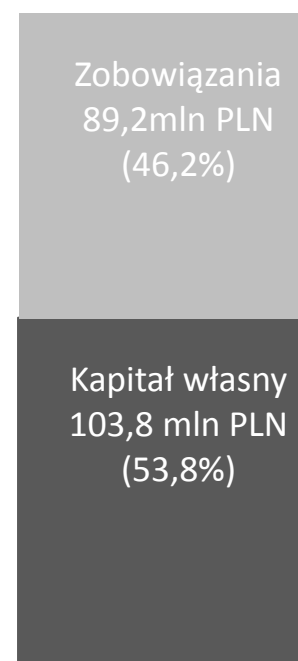 Zobowiązania
89,2mln PLN
(46,2%)
Kapitał własny
103,8 mln PLN
(53,8%)